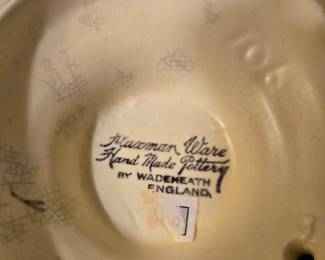 Flaxman Ware
Hand Made Pottery
BY WADEHEATH
ENGLAND